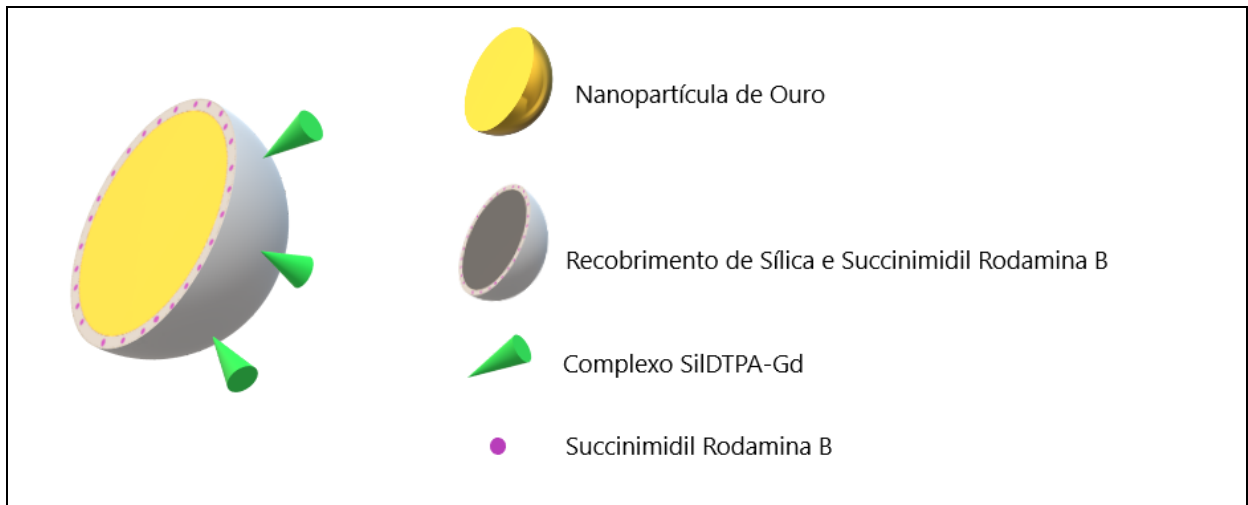 Nanopartícula de Ouro
Recobrimento de Sílica e Succinimidil Rodamina B
Complexo SilDTPA-Gd
Succinimidil Rodamina B